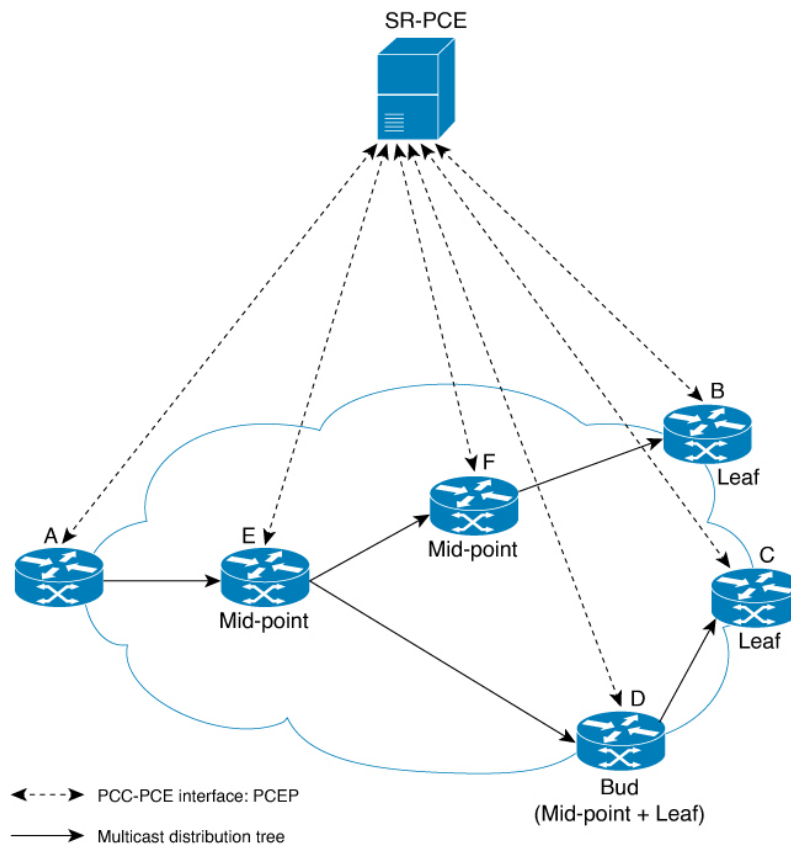 SR-PCE
B
Leaf
F
Mid-point
A
E
Mid-point
C
Leaf
D
Bud
(Mid-point + Leaf)
PCC-PCE interface: PCEP
Multicast distribution tree